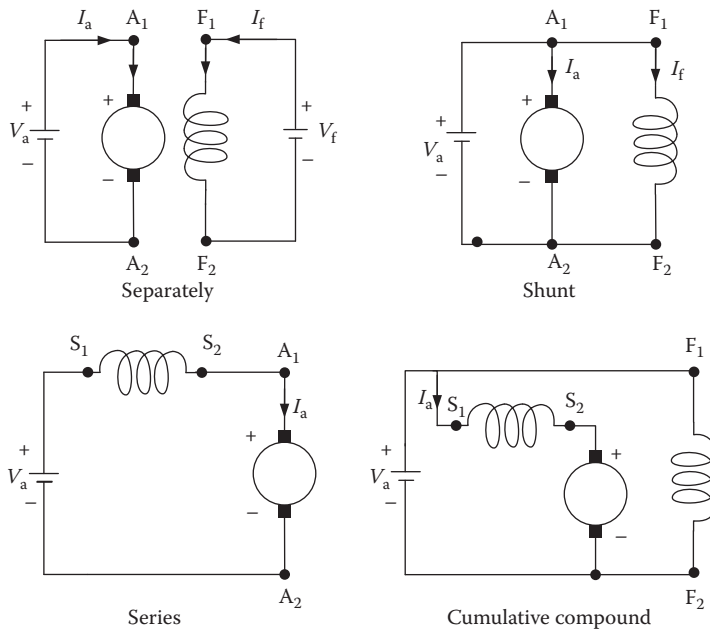 Iₐ A₁ F₁ I_f
+ + +
Vₐ V_f
− − −
A₂ F₂
Separately
A₁ F₁
Iₐ I_f
+ +
Vₐ
− −
A₂ F₂
Shunt
S₁ S₂ A₁
Iₐ
+ +
Vₐ
− −
A₂
Series
F₁
Iₐ S₁ S₂
+ +
Vₐ
− −
F₂
Cumulative compound